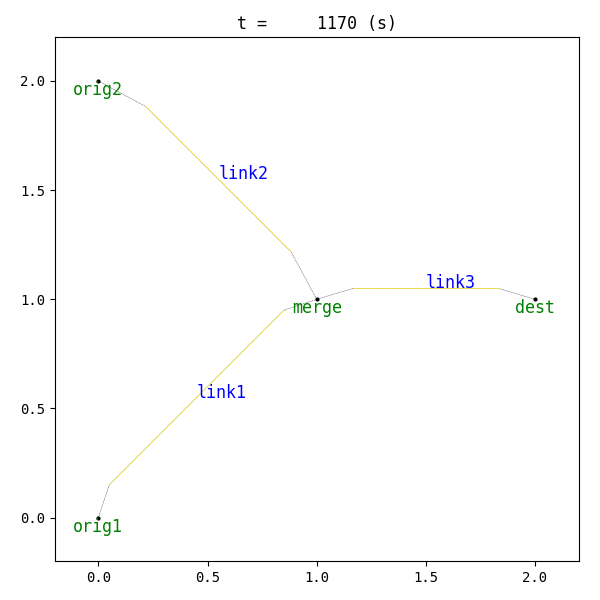 t =     1170 (s)
2.0
orig2
link2
1.5
link3
1.0
merge
dest
link1
0.5
0.0
orig1
0.0 0.5 1.0 1.5 2.0